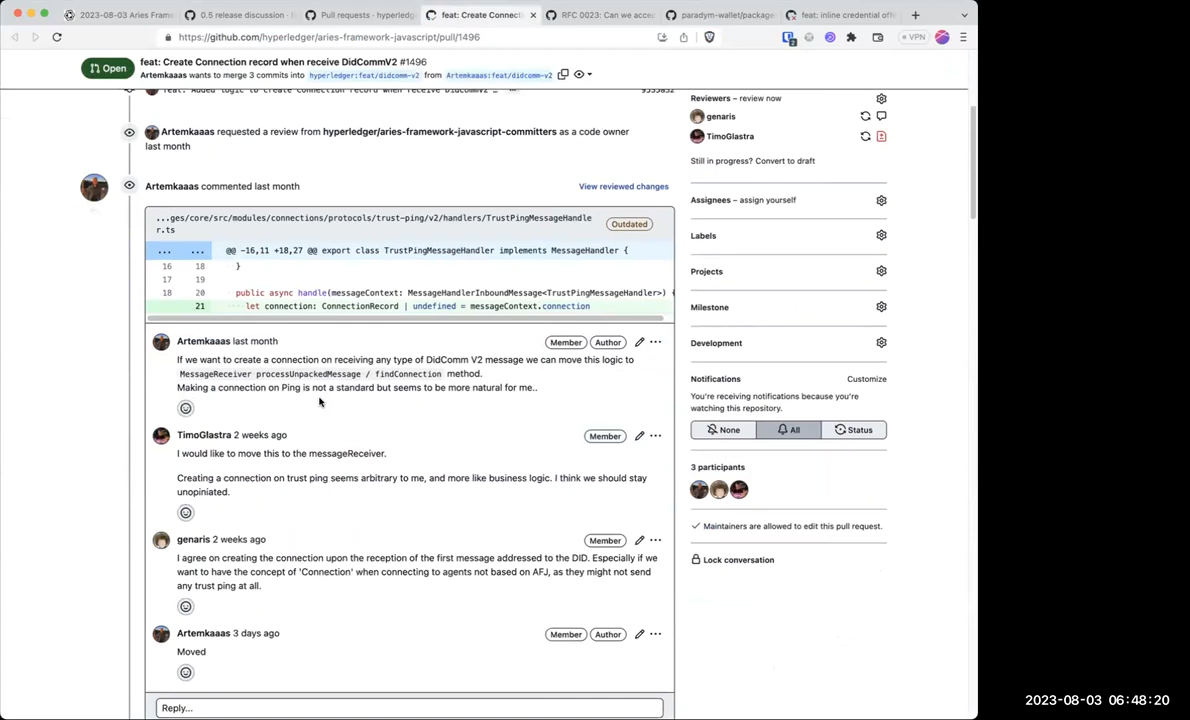 2023-08-03 Aries Frame
0.5 release discussion ·
Pull requests · hyperledg
feat: Create Connecti
RFC 0023: Can we acce
paradym-wallet/package
feat: inline credential off
https://github.com/hyperledger/aries-framework-javascript/pull/1496
VPN
Open
feat: Create Connection record when receive DidCommV2 #1496
Artemkaaas wants to merge 3 commits into hyperledger:feat/didcomm-v2 from Artemkaaas:feat/didcomm-v2
feat: Added logic to create connection record when receive DidcommV2 …
Artemkaaas requested a review from hyperledger/aries-framework-javascript-committers as a code owner
last month
Artemkaaas commented last month
View reviewed changes
...ges/core/src/modules/connections/protocols/trust-ping/v2/handlers/TrustPingMessageHandle
r.ts
Outdated
... ... @@ -16,11 +18,27 @@ export class TrustPingMessageHandler implements MessageHandler {
16 18 }
17 19
18 20 public async handle(messageContext: MessageHandlerInboundMessage<TrustPingMessageHandler>) {
21 let connection: ConnectionRecord | undefined = messageContext.connection
Artemkaaas last month
Member
Author
If we want to create a connection on receiving any type of DidComm V2 message we can move this logic to
MessageReceiver processUnpackedMessage / findConnection method.
Making a connection on Ping is not a standard but seems to be more natural for me..
TimoGlastra 2 weeks ago
Member
I would like to move this to the messageReceiver.
Creating a connection on trust ping seems arbitrary to me, and more like business logic. I think we should stay
unopiniated.
genaris 2 weeks ago
Member
I agree on creating the connection upon the reception of the first message addressed to the DID. Especially if we
want to have the concept of 'Connection' when connecting to agents not based on AFJ, as they might not send
any trust ping at all.
Artemkaaas 3 days ago
Member
Author
Moved
Reply...
Reviewers – review now
genaris
TimoGlastra
Still in progress? Convert to draft
Assignees – assign yourself
Labels
Projects
Milestone
Development
Notifications
Customize
You're receiving notifications because you're
watching this repository.
None
All
Status
3 participants
Maintainers are allowed to edit this pull request.
Lock conversation
2023-08-03 06:48:20